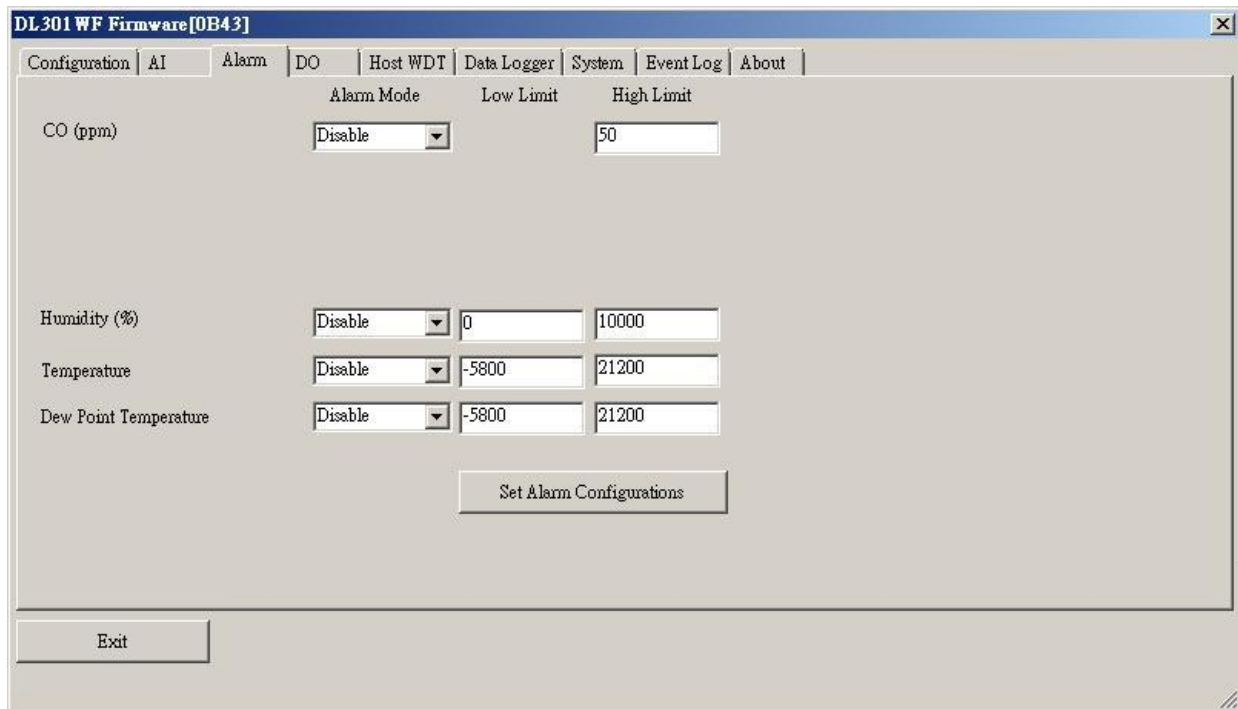 DL301WF Firmware[0B43]
Configuration AI Alarm DO Host WDT Data Logger System Event Log About
Alarm Mode Low Limit High Limit
CO (ppm) Disable 50
Humidity (%) Disable 0 10000
Temperature Disable -5800 21200
Dew Point Temperature Disable -5800 21200
Set Alarm Configurations
Exit